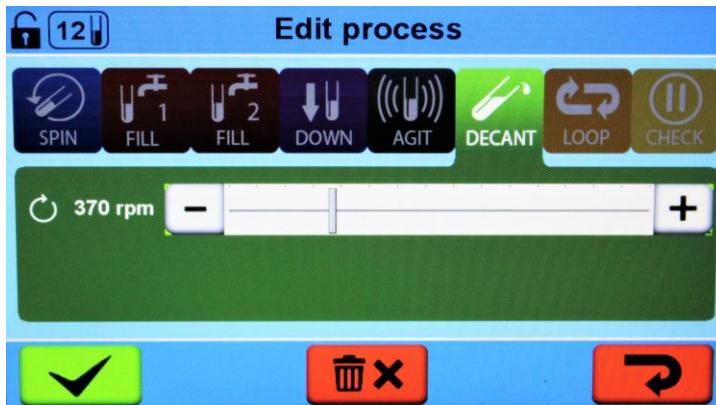 12 Edit process
SPIN
1
FILL
2
FILL
DOWN
AGIT
DECANT
LOOP
CHECK
370 rpm